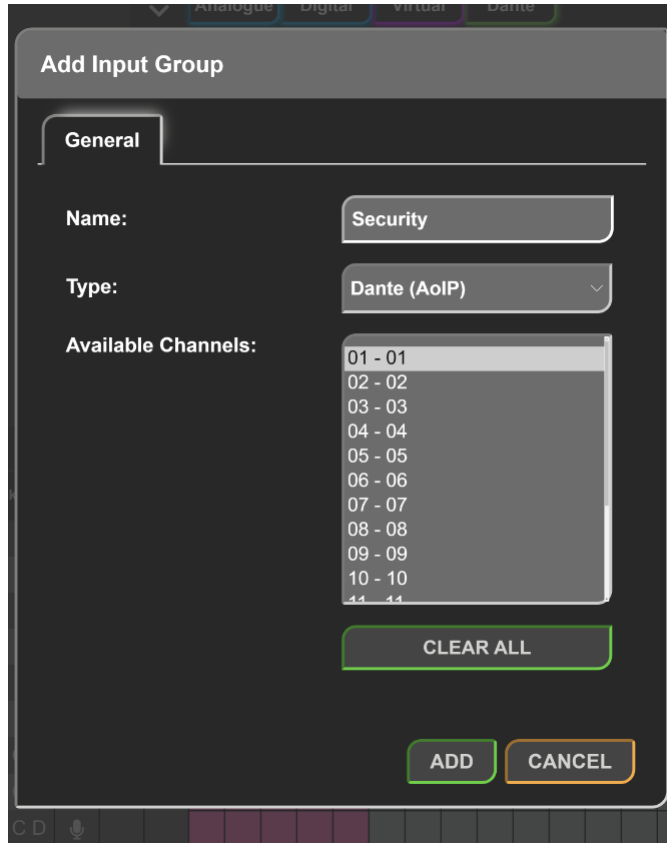 Analogue Digital Virtual Dante
Add Input Group
General
Name: Security
Type: Dante (AoIP)
Available Channels:
01 - 01
02 - 02
03 - 03
04 - 04
05 - 05
06 - 06
07 - 07
08 - 08
09 - 09
10 - 10
11 - 11
CLEAR ALL
ADD CANCEL
C D